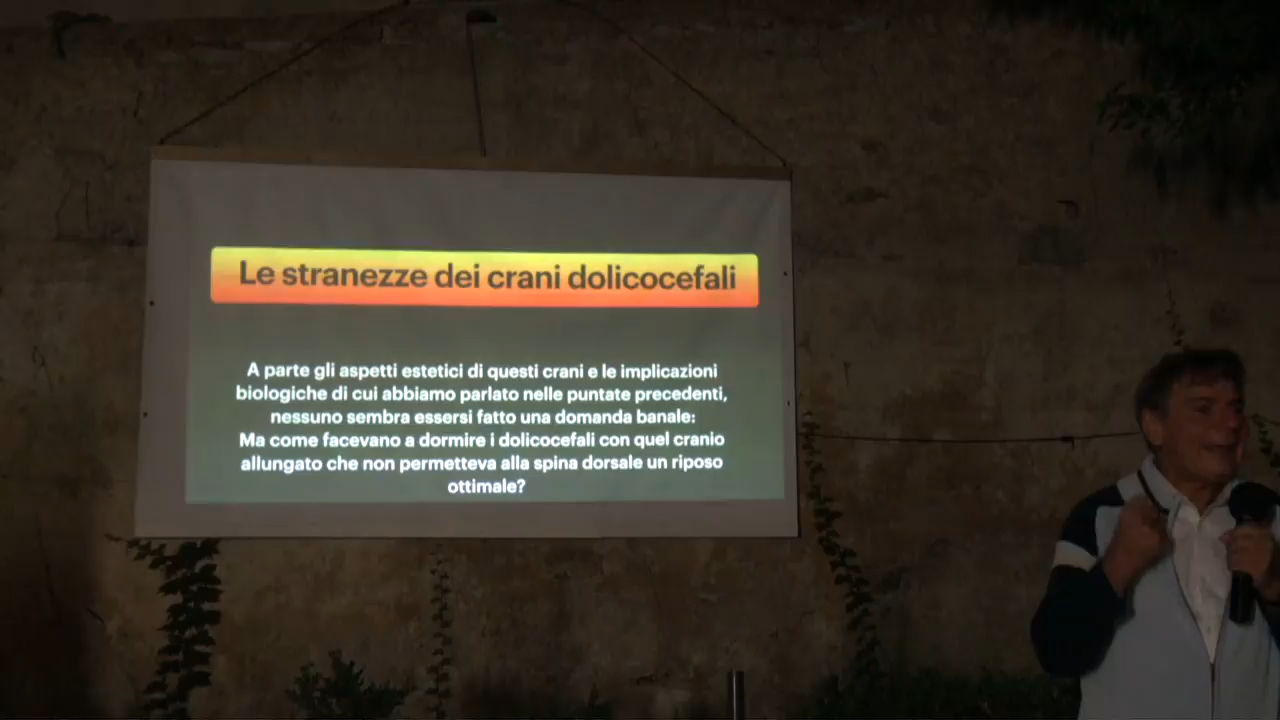 Le stranezze dei crani dolicocefali
A parte gli aspetti estetici di questi crani e le implicazioni
biologiche di cui abbiamo parlato nelle puntate precedenti,
nessuno sembra essersi fatto una domanda banale:
Ma come facevano a dormire i dolicocefali con quel cranio
allungato che non permetteva alla spina dorsale un riposo
ottimale?